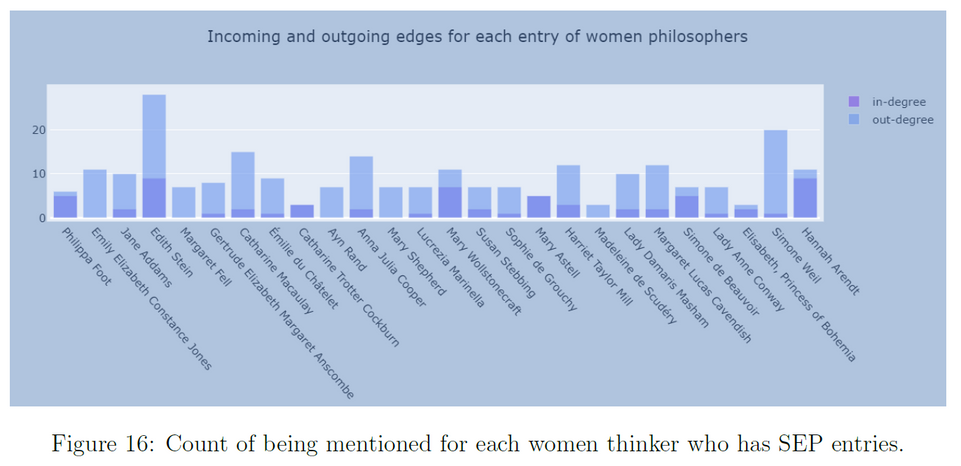 Incoming and outgoing edges for each entry of women philosophers
in-degree
out-degree
20
10
0
Philippa Foot
Emily Elizabeth Constance Jones
Jane Addams
Edith Stein
Margaret Fell
Gertrude Elizabeth Margaret Anscombe
Catharine Macaulay
Émilie du Châtelet
Catharine Trotter Cockburn
Ayn Rand
Anna Julia Cooper
Mary Shepherd
Lucrezia Marinella
Mary Wollstonecraft
Susan Stebbing
Sophie de Grouchy
Mary Astell
Harriet Taylor Mill
Madeleine de Scudéry
Lady Damaris Masham
Margaret Lucas Cavendish
Simone de Beauvoir
Lady Anne Conway
Elisabeth, Princess of Bohemia
Simone Weil
Hannah Arendt
Figure 16: Count of being mentioned for each women thinker who has SEP entries.